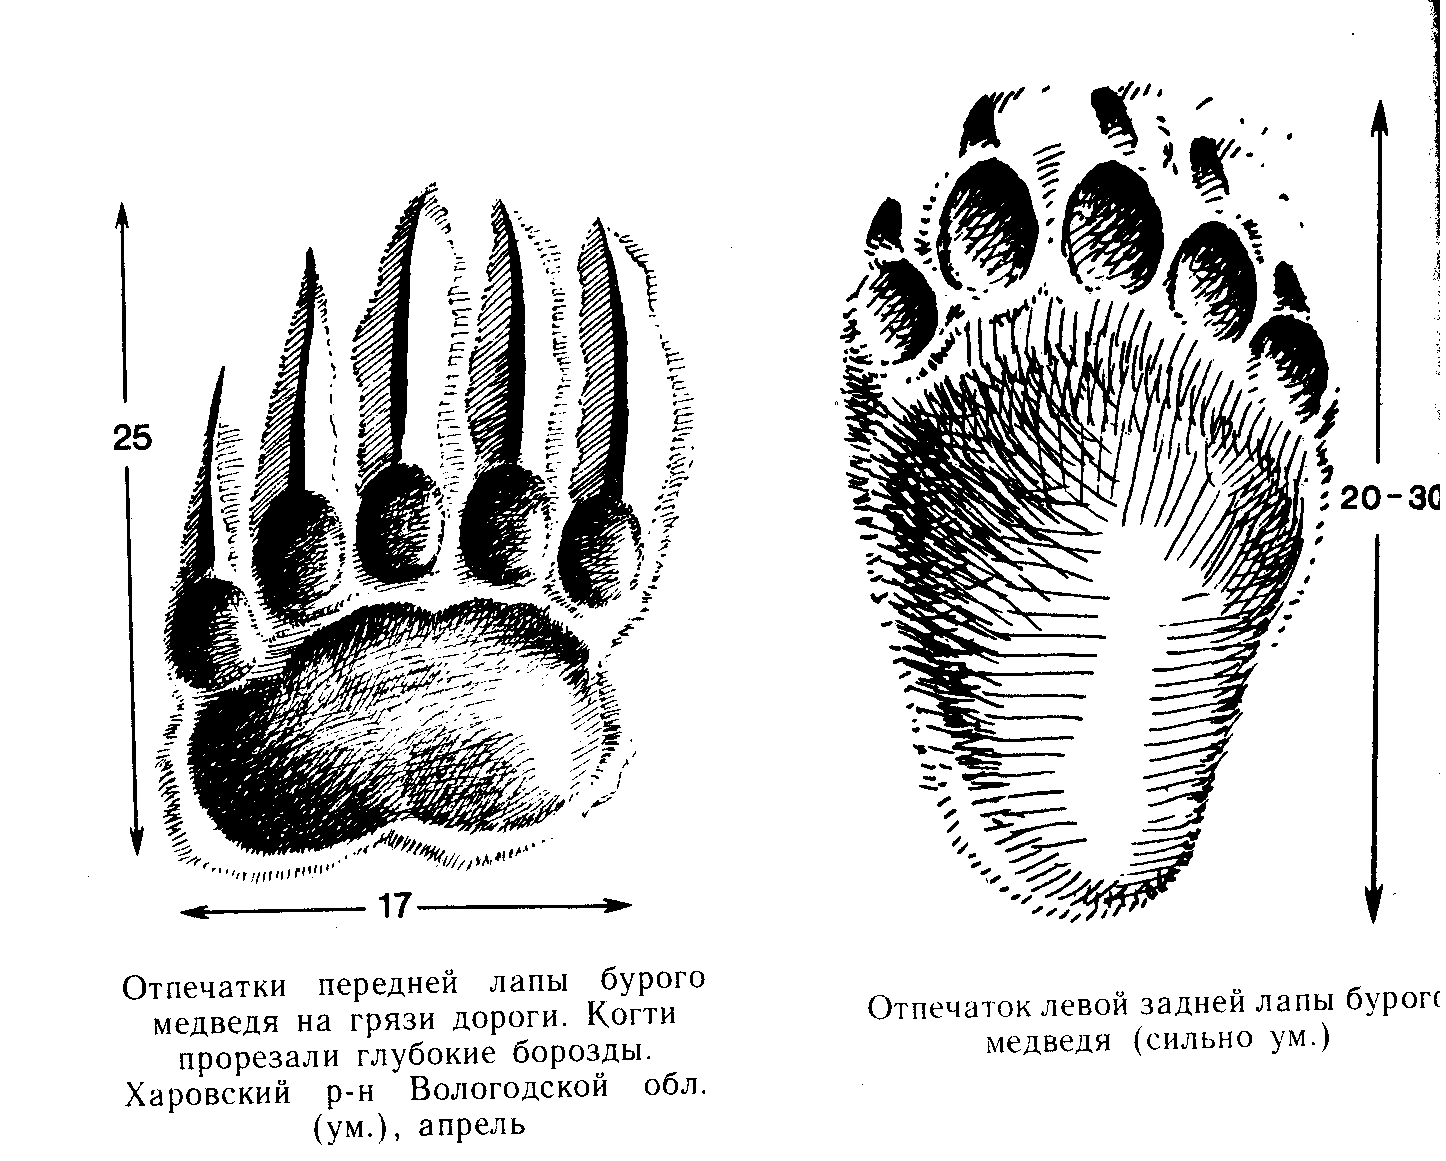 25
20-30
17
Отпечатки передней лапы бурого
медведя на грязи дороги. Когти
прорезали глубокие борозды.
Харовский р-н Вологодской обл.
(ум.), апрель
Отпечаток левой задней лапы бурого
медведя (сильно ум.)